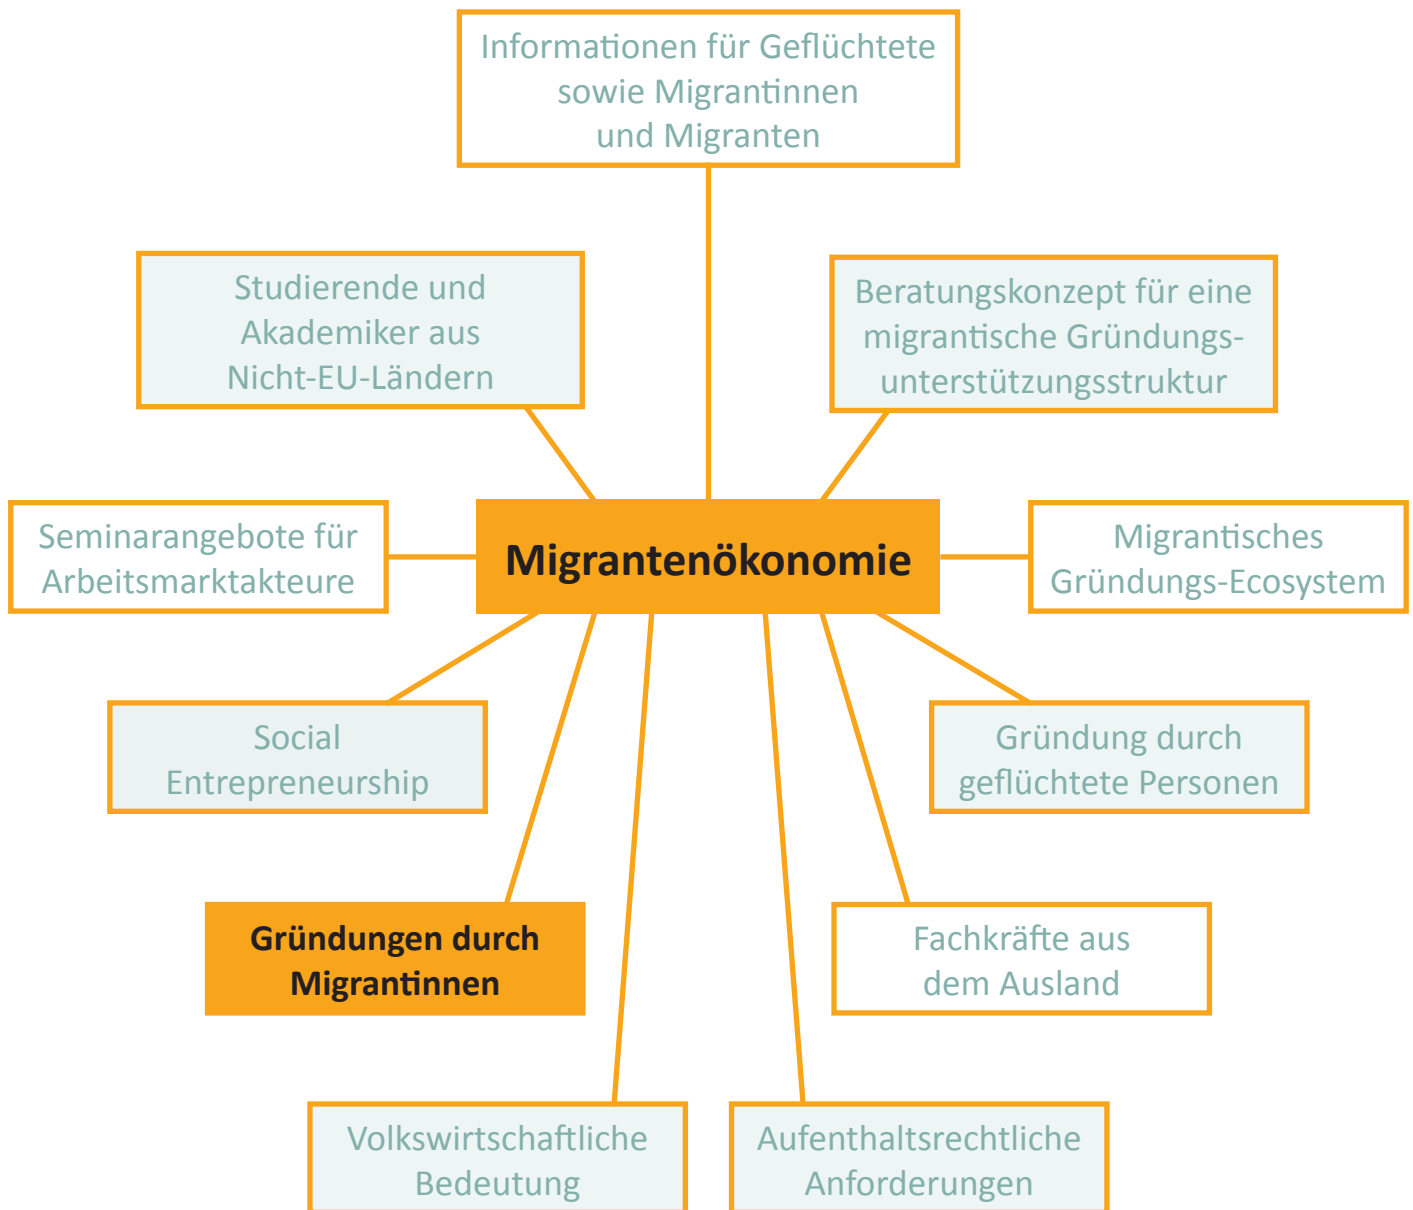 Informationen für Geflüchtete
sowie Migrantinnen
und Migranten
Studierende und
Akademiker aus
Nicht-EU-Ländern
Beratungskonzept für eine
migrantische Gründungs-
unterstützungsstruktur
Seminarangebote für
Arbeitsmarktakteure
Migrantenökonomie
Migrantisches
Gründungs-Ecosystem
Social
Entrepreneurship
Gründung durch
geflüchtete Personen
Gründungen durch
Migrantinnen
Fachkräfte aus
dem Ausland
Volkswirtschaftliche
Bedeutung
Aufenthaltsrechtliche
Anforderungen